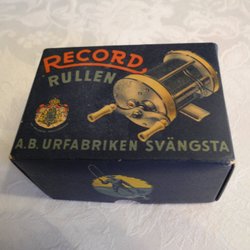 RECORD
RULLEN
A.B. URFABRIKEN SVÄNGSTA